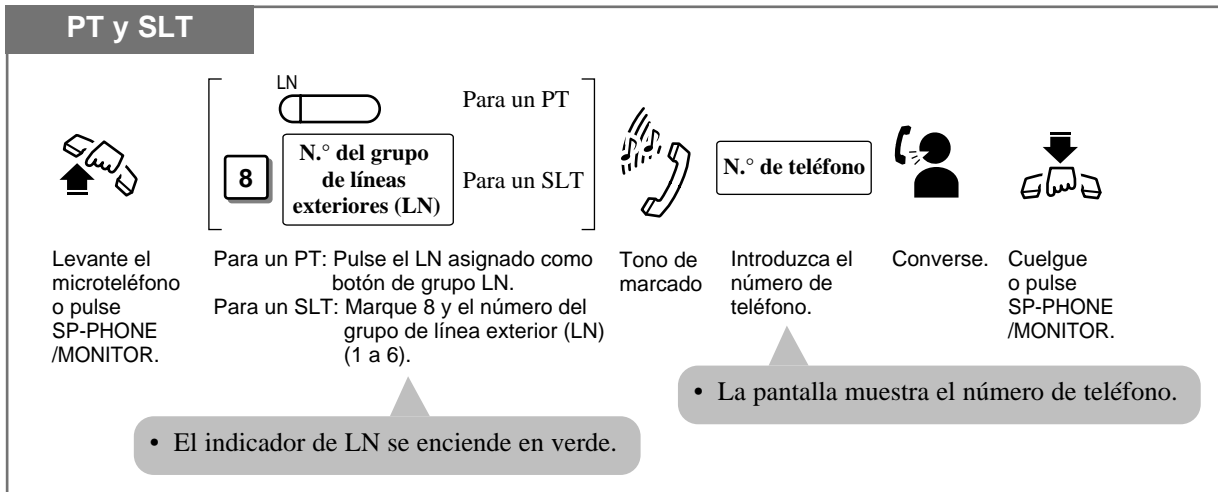 PT y SLT
LN
Para un PT
8
N.° del grupo
de líneas
exteriores (LN)
Para un SLT
N.° de teléfono
Levante el
microteléfono
o pulse
SP-PHONE
/MONITOR.
Para un PT: Pulse el LN asignado como
botón de grupo LN.
Para un SLT: Marque 8 y el número del
grupo de línea exterior (LN)
(1 a 6).
Tono de
marcado
Introduzca el
número de
teléfono.
Converse.
Cuelgue
o pulse
SP-PHONE
/MONITOR.
• La pantalla muestra el número de teléfono.
• El indicador de LN se enciende en verde.